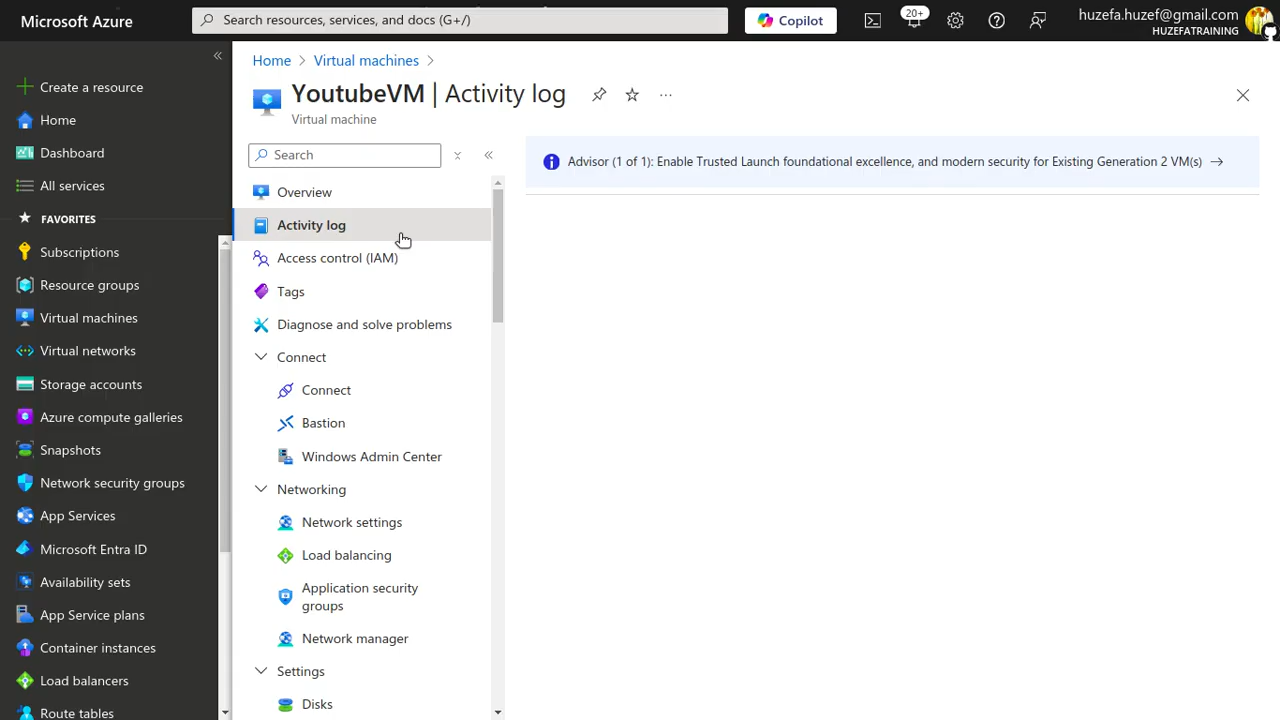 Microsoft Azure
Search resources, services, and docs (G+/)
Copilot
20+
huzefa.huzef@gmail.com
HUZEFATRAINING
Create a resource
Home
Dashboard
All services
FAVORITES
Subscriptions
Resource groups
Virtual machines
Virtual networks
Storage accounts
Azure compute galleries
Snapshots
Network security groups
App Services
Microsoft Entra ID
Availability sets
App Service plans
Container instances
Load balancers
Route tables
Home > Virtual machines >
YoutubeVM | Activity log
Virtual machine
Search
Overview
Activity log
Access control (IAM)
Tags
Diagnose and solve problems
Connect
Connect
Bastion
Windows Admin Center
Networking
Network settings
Load balancing
Application security
groups
Network manager
Settings
Disks
Advisor (1 of 1): Enable Trusted Launch foundational excellence, and modern security for Existing Generation 2 VM(s) →